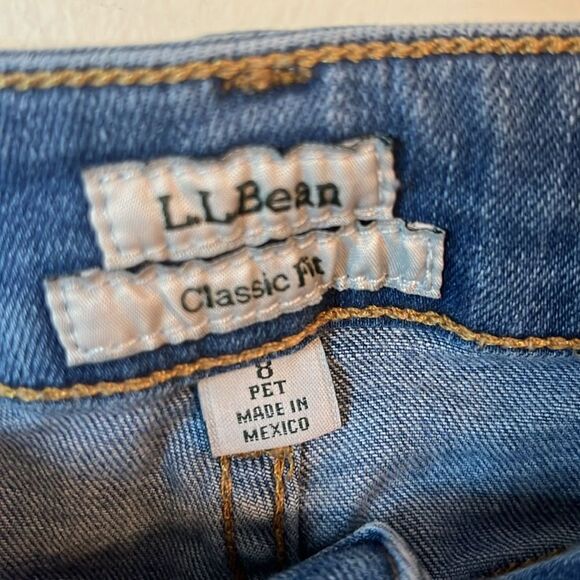 L.L.Bean
Classic Fit
8
PET
MADE IN
MEXICO